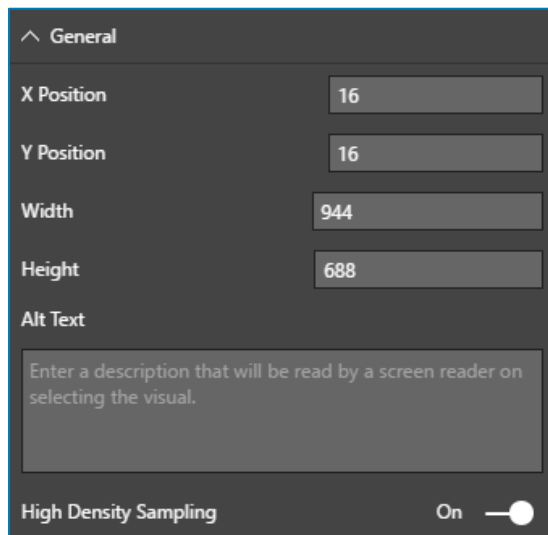 General
X Position 16
Y Position 16
Width 944
Height 688
Alt Text
Enter a description that will be read by a screen reader on
selecting the visual.
High Density Sampling On